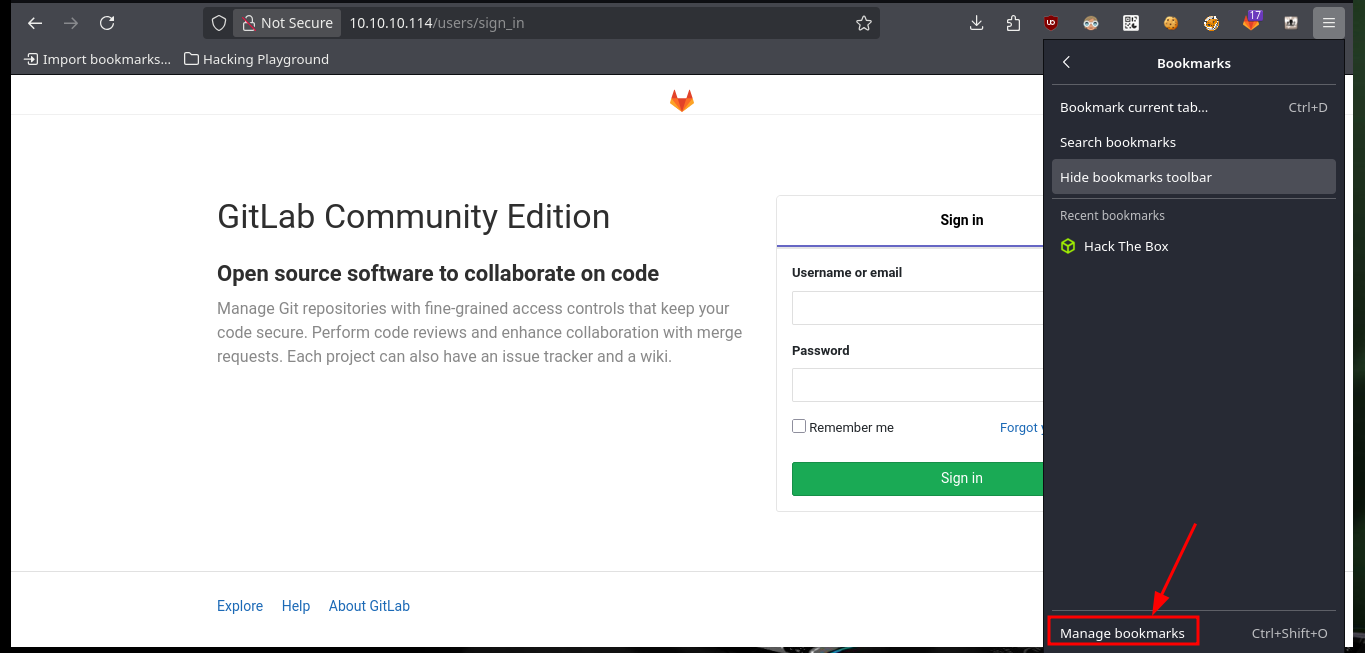 Not Secure 10.10.10.114/users/sign_in
17
Import bookmarks... Hacking Playground
Bookmarks
Bookmark current tab... Ctrl+D
Search bookmarks
Hide bookmarks toolbar
Recent bookmarks
Hack The Box
Manage bookmarks Ctrl+Shift+O
GitLab Community Edition
Open source software to collaborate on code
Manage Git repositories with fine-grained access controls that keep your
code secure. Perform code reviews and enhance collaboration with merge
requests. Each project can also have an issue tracker and a wiki.
Sign in
Username or email
Password
Remember me Forgot
Sign in
Explore Help About GitLab